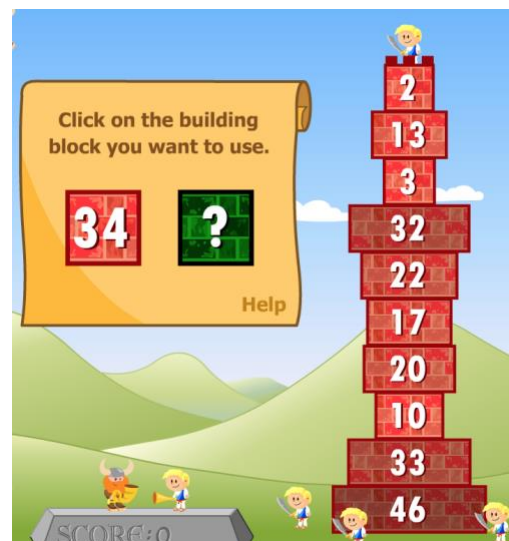 Click on the building
block you want to use.
34 ?
Help
2
13
3
32
22
17
20
10
33
46
SCORE:0